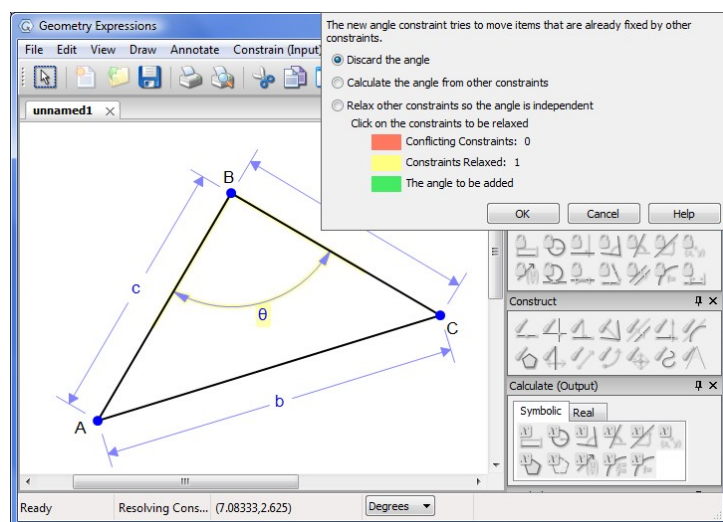 Geometry Expressions
File Edit View Draw Annotate Constrain (Input)
unnamed1
The new angle constraint tries to move items that are already fixed by other
constraints.
Discard the angle
Calculate the angle from other constraints
Relax other constraints so the angle is independent
Click on the constraints to be relaxed
Conflicting Constraints: 0
Constraints Relaxed: 1
The angle to be added
OK Cancel Help
B
c
θ
C
b
A
Construct
Calculate (Output)
Symbolic Real
Ready Resolving Cons... (7.08333,2.625) Degrees